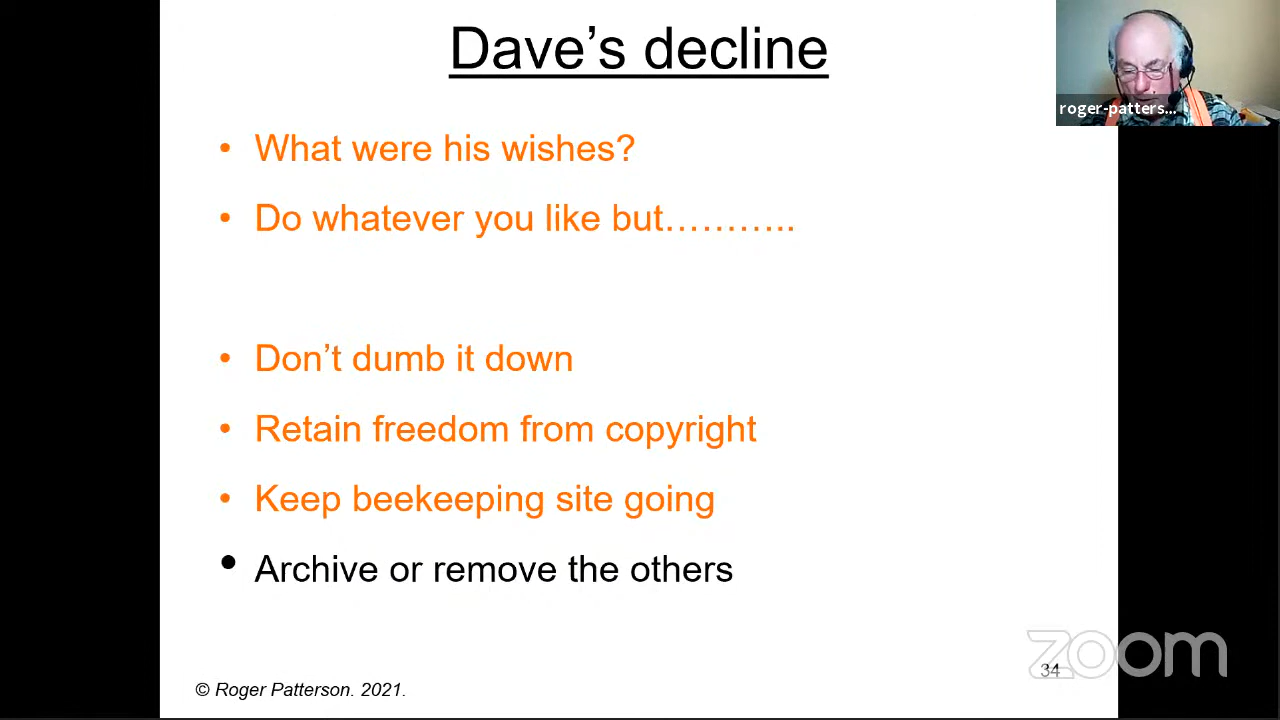 Dave’s decline
roger-patters...
• What were his wishes?
• Do whatever you like but………...
• Don’t dumb it down
• Retain freedom from copyright
• Keep beekeeping site going
• Archive or remove the others
zoom
34
© Roger Patterson. 2021.